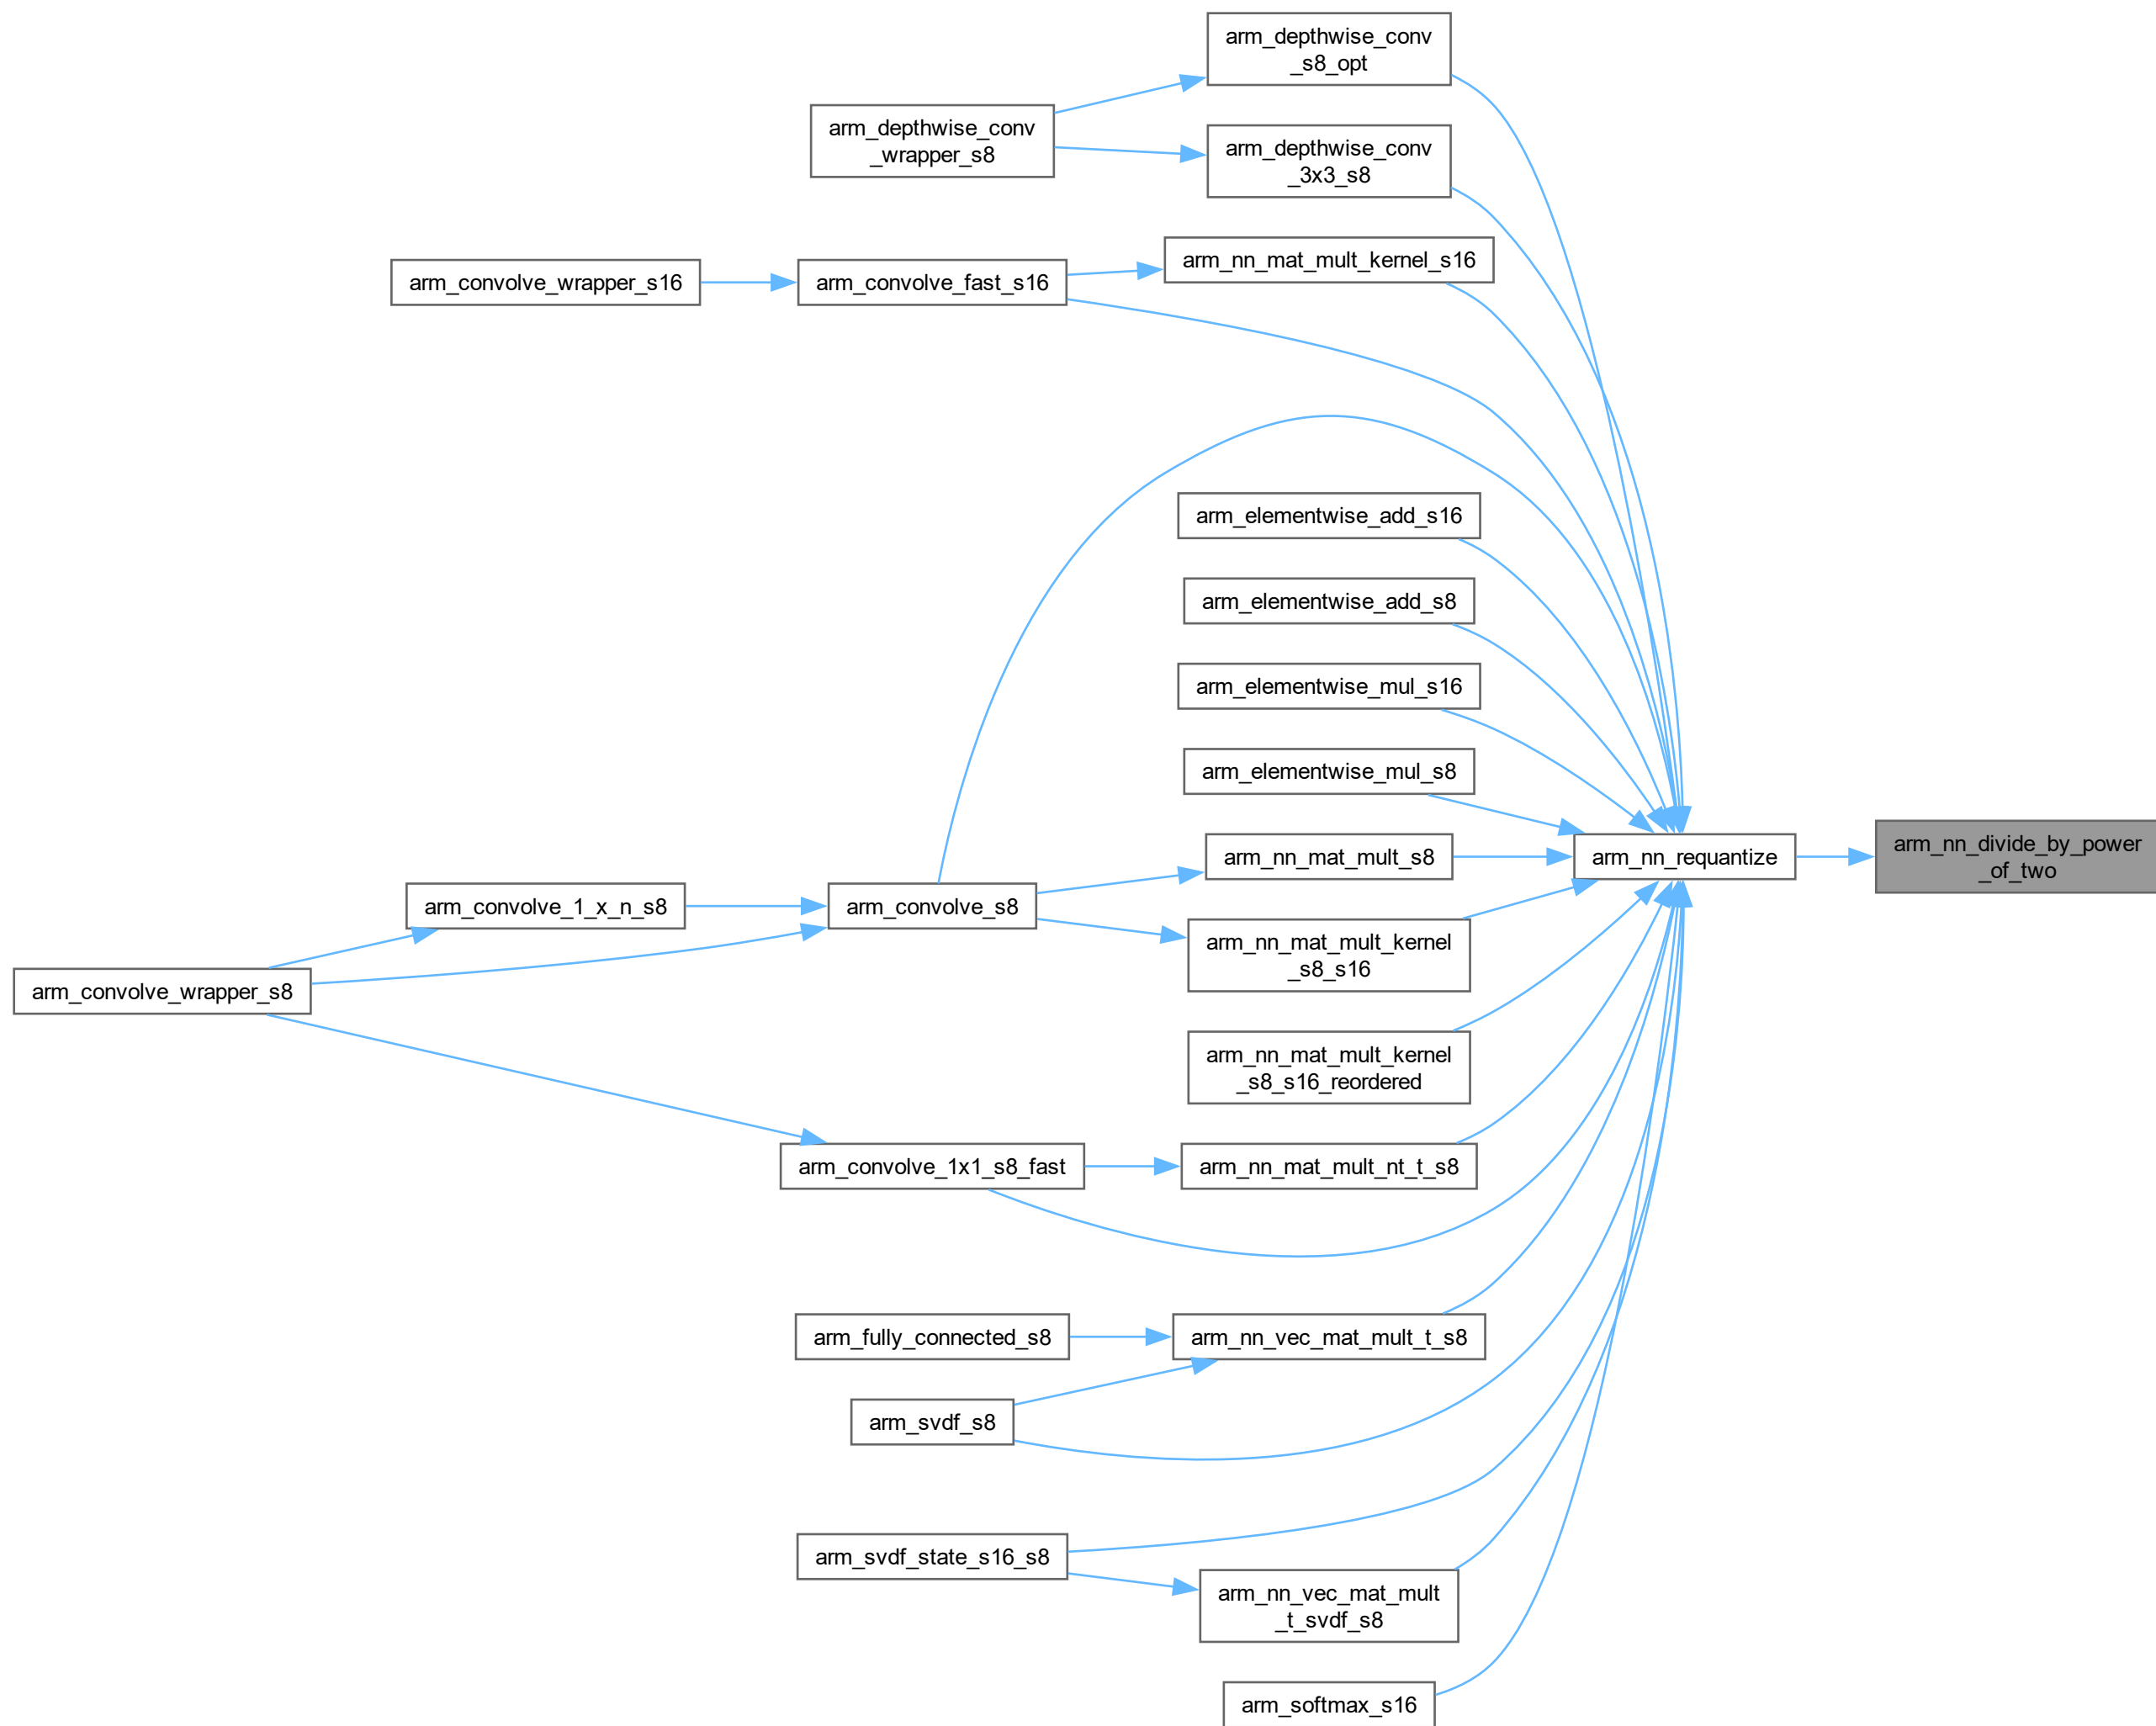 arm_depthwise_conv
_s8_opt
arm_depthwise_conv
_wrapper_s8
arm_depthwise_conv
_3x3_s8
arm_nn_mat_mult_kernel_s16
arm_convolve_wrapper_s16
arm_convolve_fast_s16
arm_elementwise_add_s16
arm_elementwise_add_s8
arm_elementwise_mul_s16
arm_elementwise_mul_s8
arm_nn_mat_mult_s8
arm_nn_requantize
arm_nn_divide_by_power
_of_two
arm_convolve_1_x_n_s8
arm_convolve_s8
arm_nn_mat_mult_kernel
_s8_s16
arm_convolve_wrapper_s8
arm_nn_mat_mult_kernel
_s8_s16_reordered
arm_convolve_1x1_s8_fast
arm_nn_mat_mult_nt_t_s8
arm_fully_connected_s8
arm_nn_vec_mat_mult_t_s8
arm_svdf_s8
arm_svdf_state_s16_s8
arm_nn_vec_mat_mult
_t_svdf_s8
arm_softmax_s16